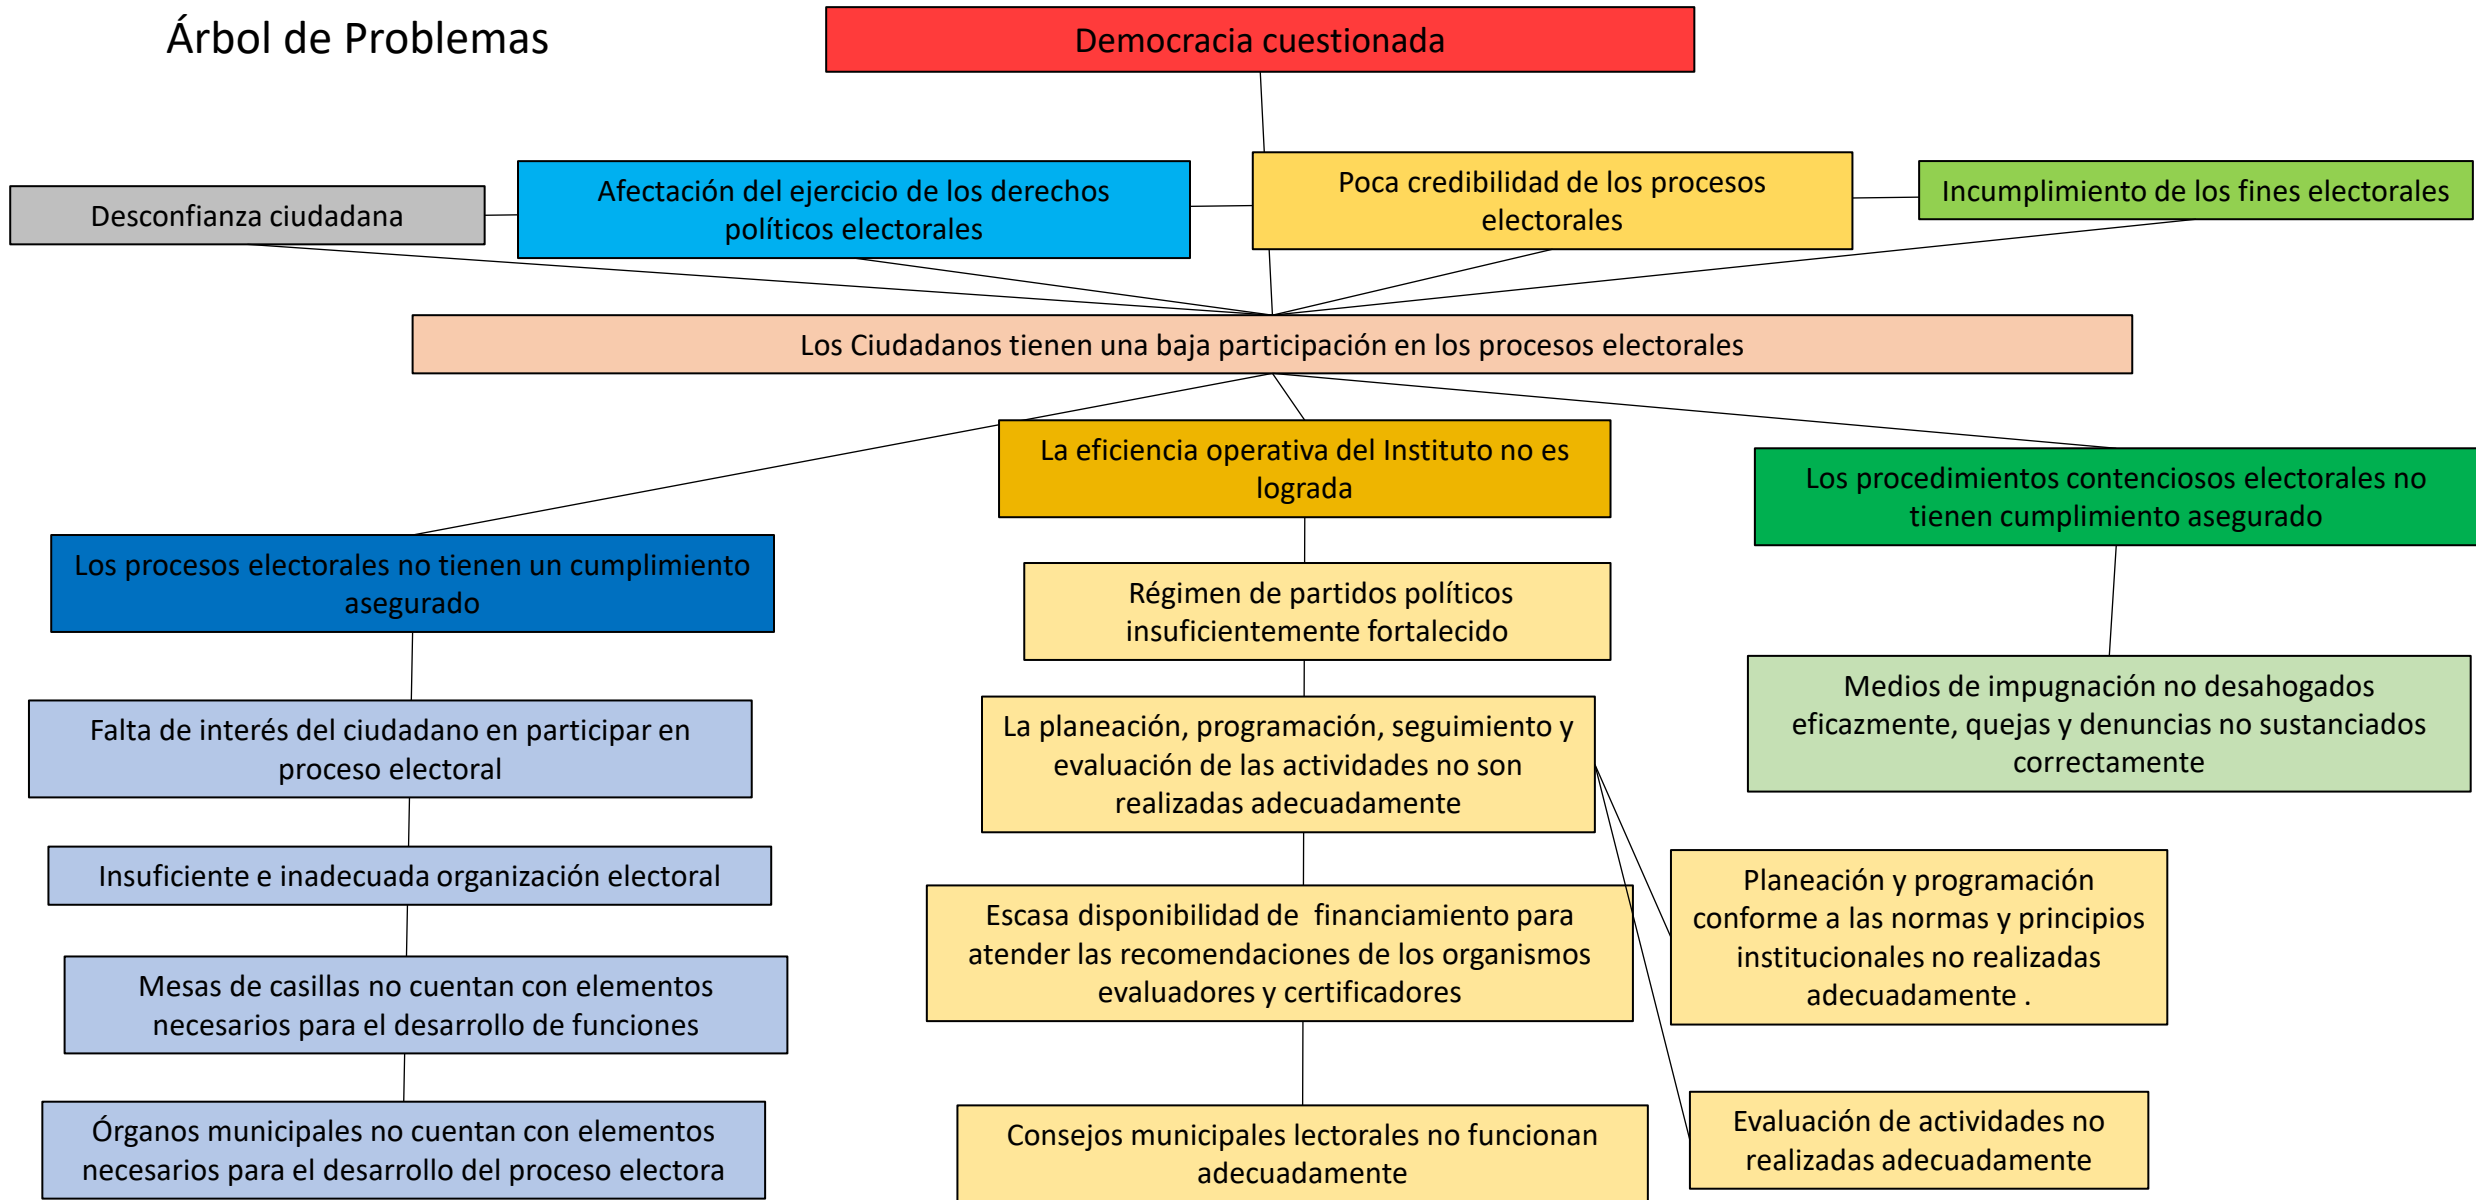 Árbol de Problemas
Democracia cuestionada
Desconfianza ciudadana
Afectación del ejercicio de los derechos
políticos electorales
Poca credibilidad de los procesos
electorales
Incumplimiento de los fines electorales
Los Ciudadanos tienen una baja participación en los procesos electorales
Los procesos electorales no tienen un cumplimiento
asegurado
Falta de interés del ciudadano en participar en
proceso electoral
Insuficiente e inadecuada organización electoral
Mesas de casillas no cuentan con elementos
necesarios para el desarrollo de funciones
Órganos municipales no cuentan con elementos
necesarios para el desarrollo del proceso electora
La eficiencia operativa del Instituto no es
lograda
Régimen de partidos políticos
insuficientemente fortalecido
La planeación, programación, seguimiento y
evaluación de las actividades no son
realizadas adecuadamente
Escasa disponibilidad de  financiamiento para
atender las recomendaciones de los organismos
evaluadores y certificadores
Consejos municipales lectorales no funcionan
adecuadamente
Los procedimientos contenciosos electorales no
tienen cumplimiento asegurado
Medios de impugnación no desahogados
eficazmente, quejas y denuncias no sustanciados
correctamente
Planeación y programación
conforme a las normas y principios
institucionales no realizadas
adecuadamente .
Evaluación de actividades no
realizadas adecuadamente